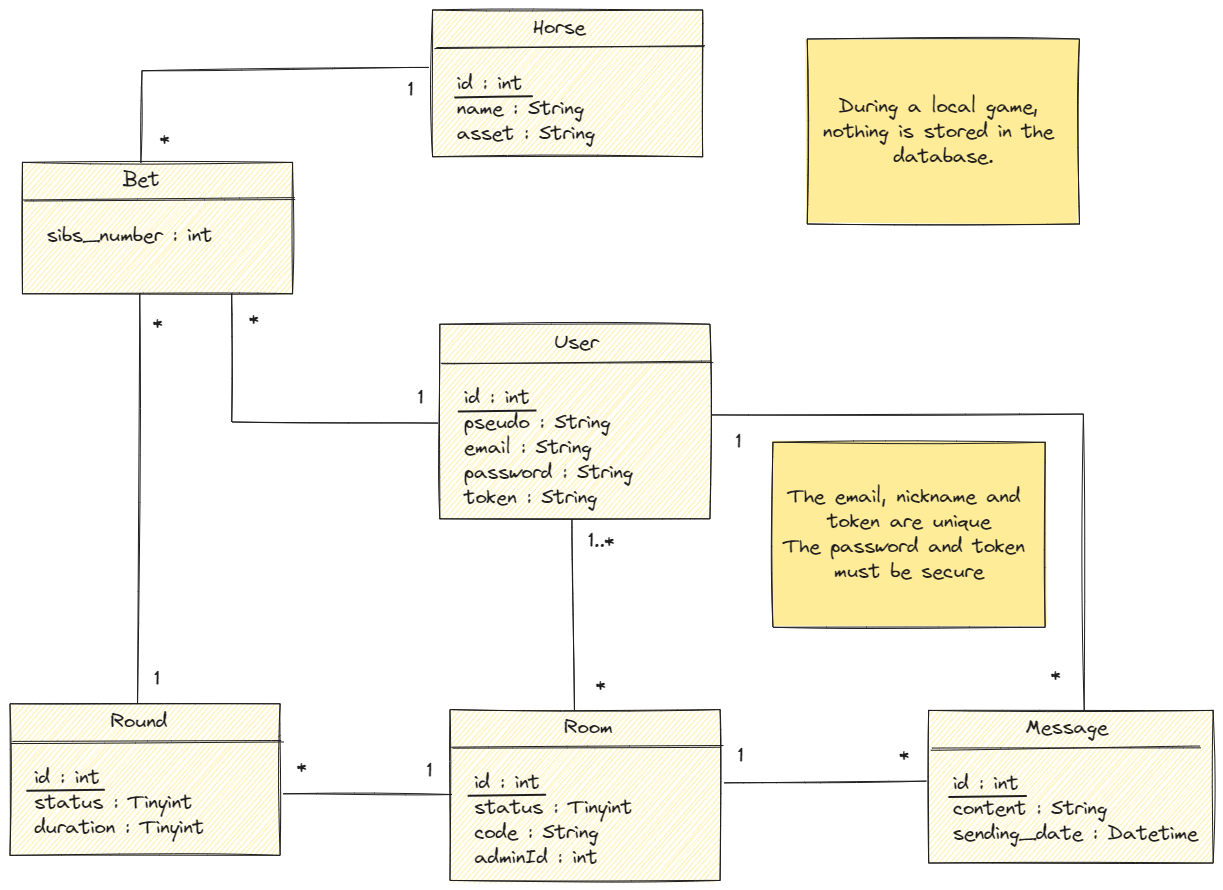 Horse
id : int
name : String
asset : String
During a local game,
nothing is stored in the
database.
1
*
Bet
sibs_number : int
*
*
1
User
id : int
pseudo : String
email : String
password : String
token : String
1
The email, nickname and
token are unique
The password and token
must be secure
1..*
*
*
1
Round
id : int
status : Tinyint
duration : Tinyint
*
1
Room
id : int
status : Tinyint
code : String
adminId : int
1
*
Message
id : int
content : String
sending_date : Datetime